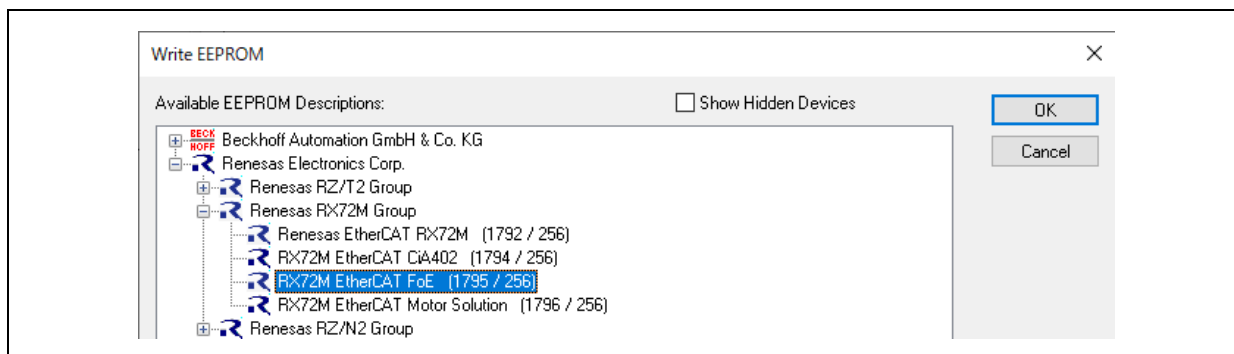 Write EEPROM
Available EEPROM Descriptions:
Show Hidden Devices
OK
Cancel
BECK
HOFF
Beckhoff Automation GmbH & Co. KG
Renesas Electronics Corp.
Renesas RZ/T2 Group
Renesas RX72M Group
Renesas EtherCAT RX72M (1792 / 256)
RX72M EtherCAT CiA402 (1794 / 256)
RX72M EtherCAT FoE (1795 / 256)
RX72M EtherCAT Motor Solution (1796 / 256)
Renesas RZ/N2 Group